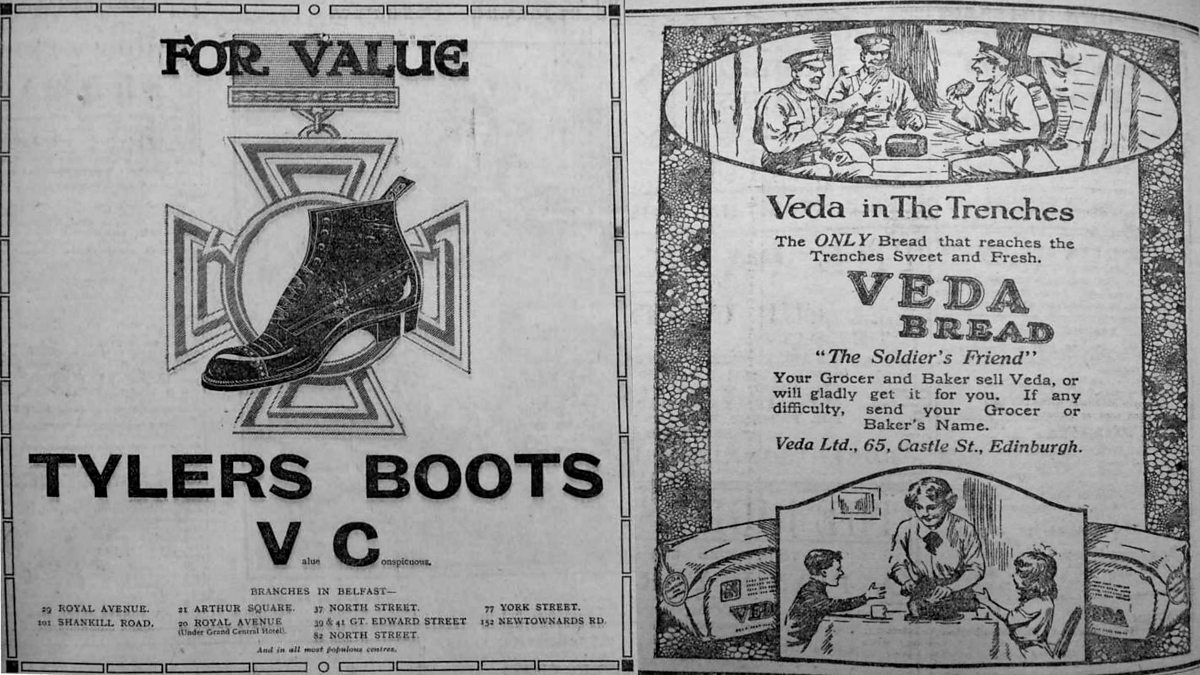 FOR VALUE
TYLERS BOOTS
Value Conspicuous.
BRANCHES IN BELFAST—
29 ROYAL AVENUE. 21 ARTHUR SQUARE. 37 NORTH STREET. 77 YORK STREET.
101 SHANKILL ROAD. 20 ROYAL AVENUE 39 & 41 GT. EDWARD STREET 152 NEWTOWNARDS RD.
(Under Grand Central Hotel). 82 NORTH STREET.
And in all most populous centres.
Veda in The Trenches
The ONLY Bread that reaches the
Trenches Sweet and Fresh.
VEDA
BREAD
"The Soldier's Friend"
Your Grocer and Baker sell Veda, or
will gladly get it for you. If any
difficulty, send your Grocer or
Baker's Name.
Veda Ltd., 65, Castle St., Edinburgh.
VEDA
VEDA